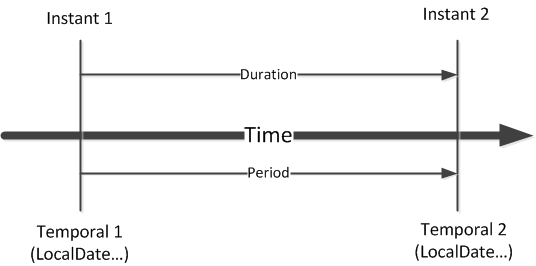 Instant 1
Instant 2
Duration
Time
Period
Temporal 1
(LocalDate...)
Temporal 2
(LocalDate...)